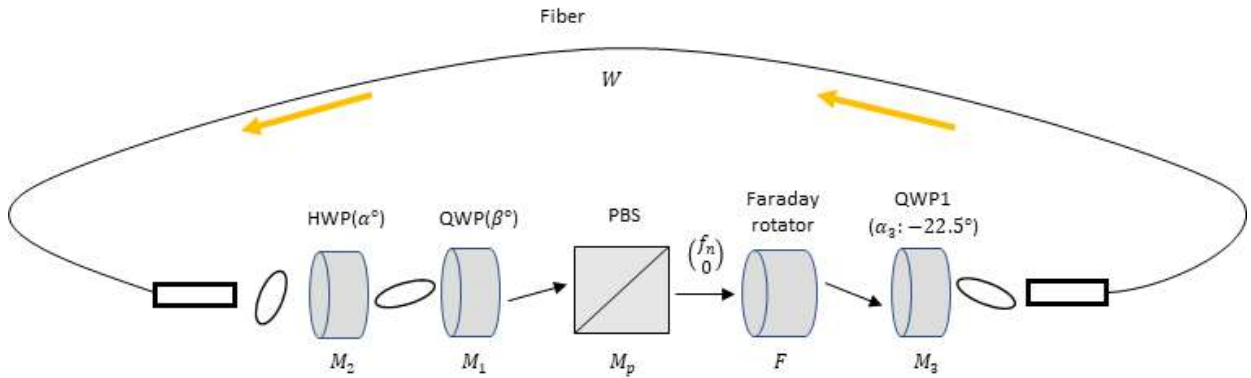 Fiber
W
HWP(α°)
QWP(β°)
PBS
Faraday
rotator
QWP1
(α₃: −22.5°)
(fₙ
0)
M₂
M₁
Mₚ
F
M₃